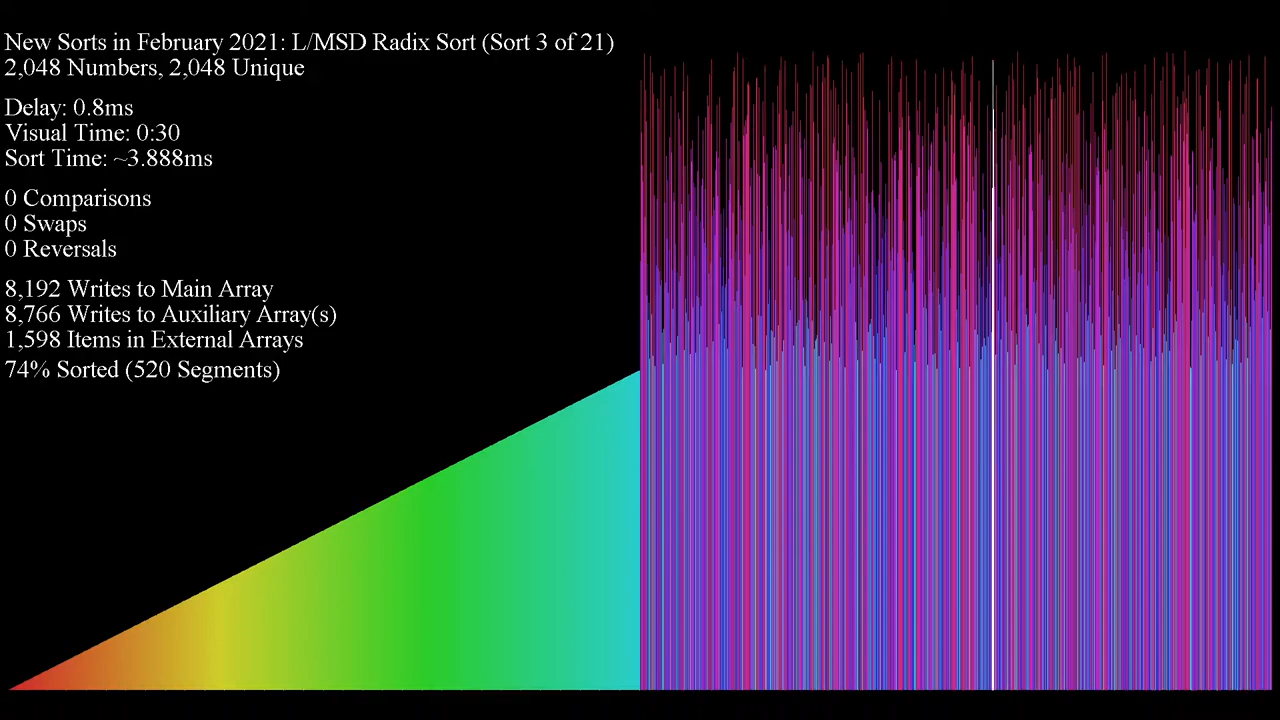 New Sorts in February 2021: L/MSD Radix Sort (Sort 3 of 21)
2,048 Numbers, 2,048 Unique
Delay: 0.8ms
Visual Time: 0:30
Sort Time: ~3.888ms
0 Comparisons
0 Swaps
0 Reversals
8,192 Writes to Main Array
8,766 Writes to Auxiliary Array(s)
1,598 Items in External Arrays
74% Sorted (520 Segments)